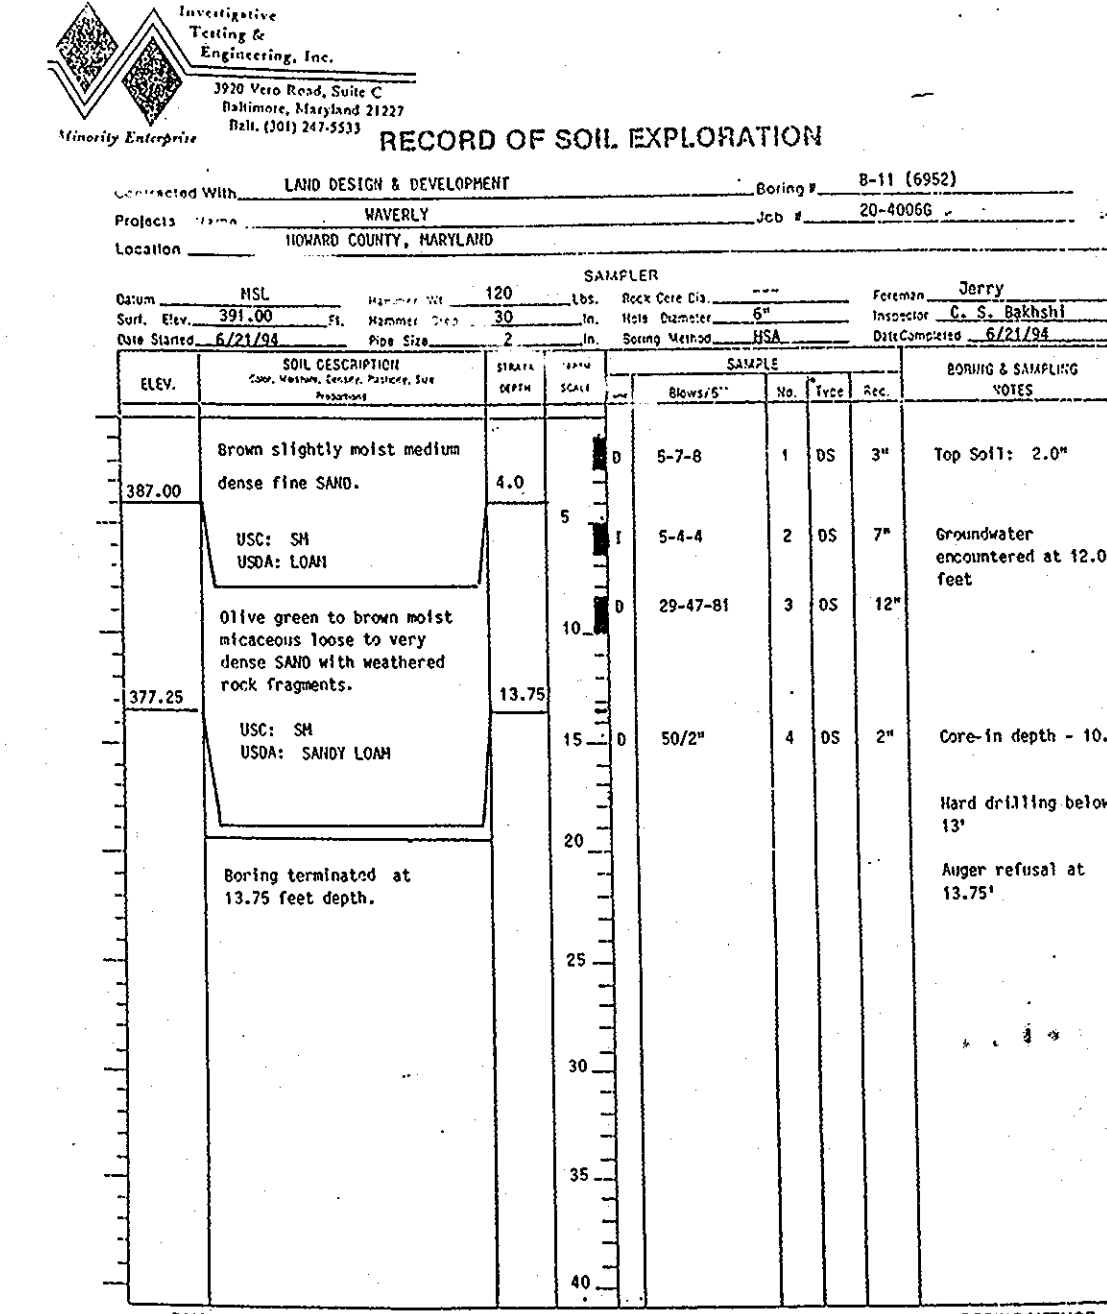 Investigative
Testing &
Engineering, Inc.
3920 Vero Road, Suite C
Baltimore, Maryland 21227
Balt. (301) 247-5533
Minority Enterprise
RECORD OF SOIL EXPLORATION
Contracted With LAND DESIGN & DEVELOPMENT Boring # B-11 (6952)
Projects Name WAVERLY Job # 20-4006G
Location HOWARD COUNTY, MARYLAND
SAMPLER
Datum MSL Hammer Wt. 120 Lbs. Rock Core Dia. --- Foreman Jerry
Surf. Elev. 391.00 Ft. Hammer Drop 30 In. Hole Diameter 6" Inspector C. S. Bakhshi
Date Started 6/21/94 Pipe Size 2 In. Boring Method HSA Date Completed 6/21/94
ELEV. SOIL DESCRIPTION STRATA DEPTH SAMPLE BORING & SAMPLING
Color, Moisture, Density, Plasticity, Size DEPTH SCALE Blows/6" No. Type Rec. NOTES
Proportions
Brown slightly moist medium D 5-7-8 1 DS 3" Top Soil: 2.0"
387.00 dense fine SAND. 4.0
5
USC: SM I 5-4-4 2 DS 7" Groundwater
USDA: LOAM encountered at 12.0
feet
Olive green to brown moist D 29-47-81 3 DS 12"
micaceous loose to very 10
dense SAND with weathered
rock fragments.
377.25 13.75
USC: SM 15 D 50/2" 4 DS 2" Core-in depth - 10.
USDA: SANDY LOAM
Hard drilling below
13'
20
Boring terminated at Auger refusal at
13.75 feet depth. 13.75'
25
30
35
40